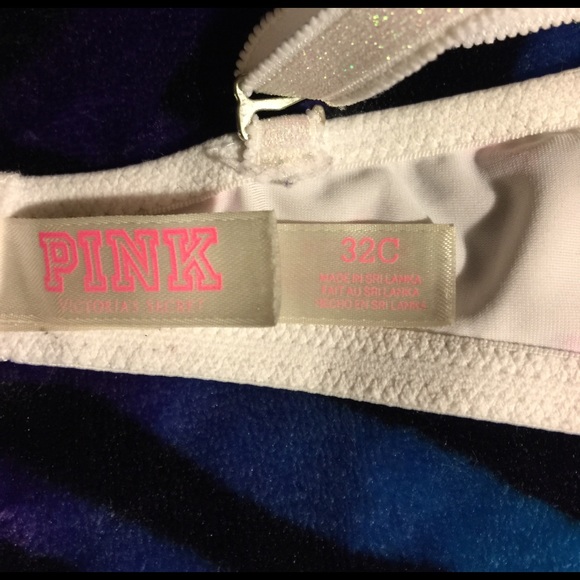 PINK
VICTORIA'S SECRET
32C
MADE IN SRI LANKA
FAIT AU SRI LANKA
HECHO EN SRI LANKA